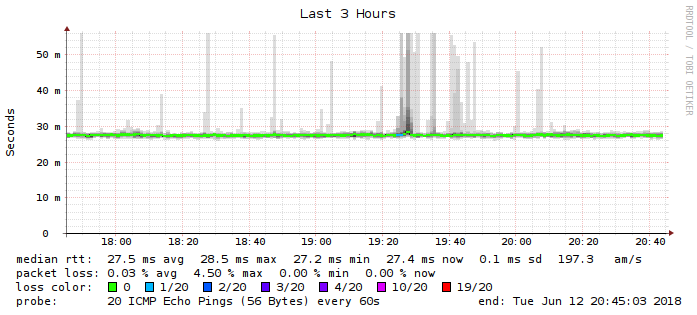 Last 3 Hours
RRDTOOL / TOBI OETIKER
Seconds
50 m
40 m
30 m
20 m
10 m
0
18:00 18:20 18:40 19:00 19:20 19:40 20:00 20:20 20:40
median rtt: 27.5 ms avg 28.5 ms max 27.2 ms min 27.4 ms now 0.1 ms sd 197.3 am/s
packet loss: 0.03 % avg 4.50 % max 0.00 % min 0.00 % now
loss color: 0 1/20 2/20 3/20 4/20 10/20 19/20
probe: 20 ICMP Echo Pings (56 Bytes) every 60s end: Tue Jun 12 20:45:03 2018